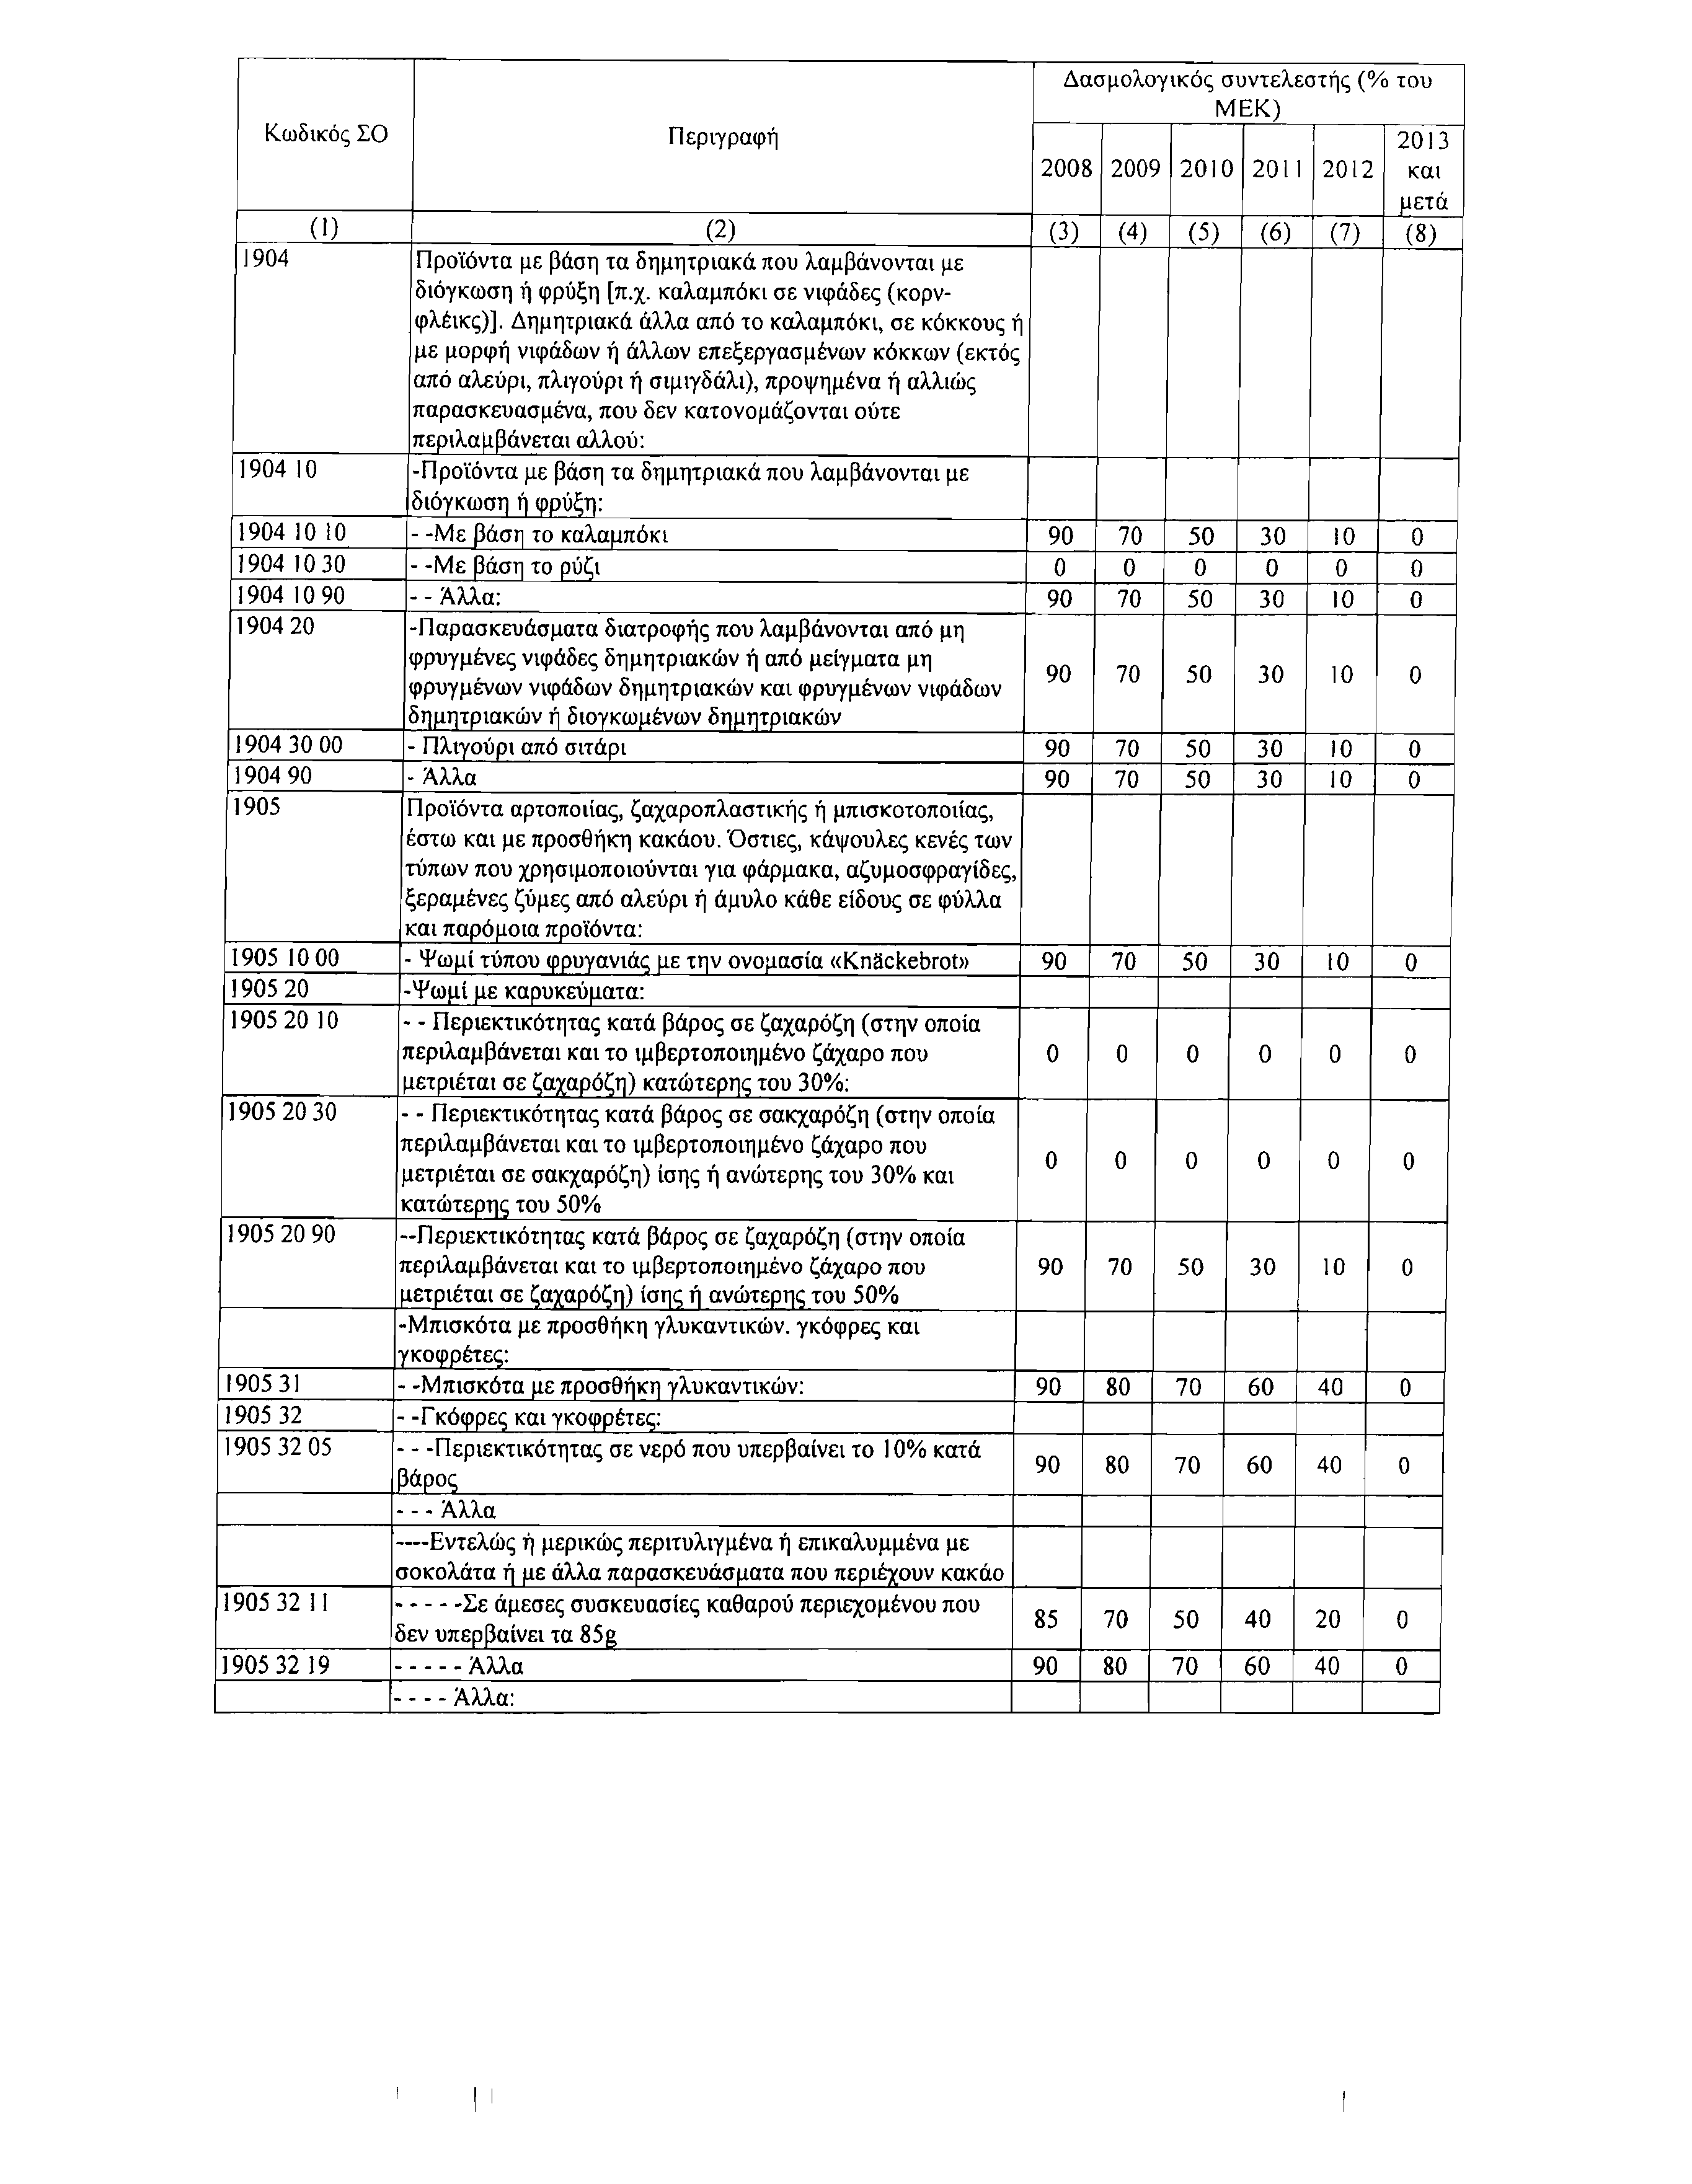 Κωδικός ΣΟ
Περιγραφή
Δασμολογικός συντελεστής (% του
ΜΕΚ)
2008 2009 2010 2011 2012 2013
και
μετά
(1) (2) (3) (4) (5) (6) (7) (8)
1904 Προϊόντα με βάση τα δημητριακά που λαμβάνονται με
διόγκωση ή φρύξη [π.χ. καλαμπόκι σε νιφάδες (κορν-
φλέικς)]. Δημητριακά άλλα από το καλαμπόκι, σε κόκκους ή
με μορφή νιφάδων ή άλλων επεξεργασμένων κόκκων (εκτός
από αλεύρι, πλιγούρι ή σιμιγδάλι), προψημένα ή αλλιώς
παρασκευασμένα, που δεν κατονομάζονται ούτε
περιλαμβάνεται αλλού:
1904 10 -Προϊόντα με βάση τα δημητριακά που λαμβάνονται με
διόγκωση ή φρύξη:
1904 10 10 - -Με βάση το καλαμπόκι 90 70 50 30 10 0
1904 10 30 - -Με βάση το ρύζι 0 0 0 0 0 0
1904 10 90 - - Άλλα: 90 70 50 30 10 0
1904 20 -Παρασκευάσματα διατροφής που λαμβάνονται από μη
φρυγμένες νιφάδες δημητριακών ή από μείγματα μη
φρυγμένων νιφάδων δημητριακών και φρυγμένων νιφάδων
δημητριακών ή διογκωμένων δημητριακών
90 70 50 30 10 0
1904 30 00 - Πλιγούρι από σιτάρι 90 70 50 30 10 0
1904 90 - Άλλα 90 70 50 30 10 0
1905 Προϊόντα αρτοποιίας, ζαχαροπλαστικής ή μπισκοτοποιίας,
έστω και με προσθήκη κακάου. Όστιες, κάψουλες κενές των
τύπων που χρησιμοποιούνται για φάρμακα, αζυμοσφραγίδες,
ξεραμένες ζύμες από αλεύρι ή άμυλο κάθε είδους σε φύλλα
και παρόμοια προϊόντα:
1905 10 00 - Ψωμί τύπου φρυγανιάς με την ονομασία «Knäckebrot» 90 70 50 30 10 0
1905 20 -Ψωμί με καρυκεύματα:
1905 20 10 - - Περιεκτικότητας κατά βάρος σε ζαχαρόζη (στην οποία
περιλαμβάνεται και το ιμβερτοποιημένο ζάχαρο που
μετριέται σε ζαχαρόζη) κατώτερης του 30%:
0 0 0 0 0 0
1905 20 30 - - Περιεκτικότητας κατά βάρος σε σακχαρόζη (στην οποία
περιλαμβάνεται και το ιμβερτοποιημένο ζάχαρο που
μετριέται σε σακχαρόζη) ίσης ή ανώτερης του 30% και
κατώτερης του 50%
0 0 0 0 0 0
1905 20 90 --Περιεκτικότητας κατά βάρος σε ζαχαρόζη (στην οποία
περιλαμβάνεται και το ιμβερτοποιημένο ζάχαρο που
μετριέται σε ζαχαρόζη) ίσης ή ανώτερης του 50%
90 70 50 30 10 0
-Μπισκότα με προσθήκη γλυκαντικών. γκόφρες και
γκοφρέτες:
1905 31 - -Μπισκότα με προσθήκη γλυκαντικών: 90 80 70 60 40 0
1905 32 - -Γκόφρες και γκοφρέτες:
1905 32 05 - - -Περιεκτικότητας σε νερό που υπερβαίνει το 10% κατά
βάρος
90 80 70 60 40 0
- - - Άλλα
----Εντελώς ή μερικώς περιτυλιγμένα ή επικαλυμμένα με
σοκολάτα ή με άλλα παρασκευάσματα που περιέχουν κακάο
1905 32 11 - - - - -Σε άμεσες συσκευασίες καθαρού περιεχομένου που
δεν υπερβαίνει τα 85g
85 70 50 40 20 0
1905 32 19 - - - - - Άλλα 90 80 70 60 40 0
- - - - Άλλα: